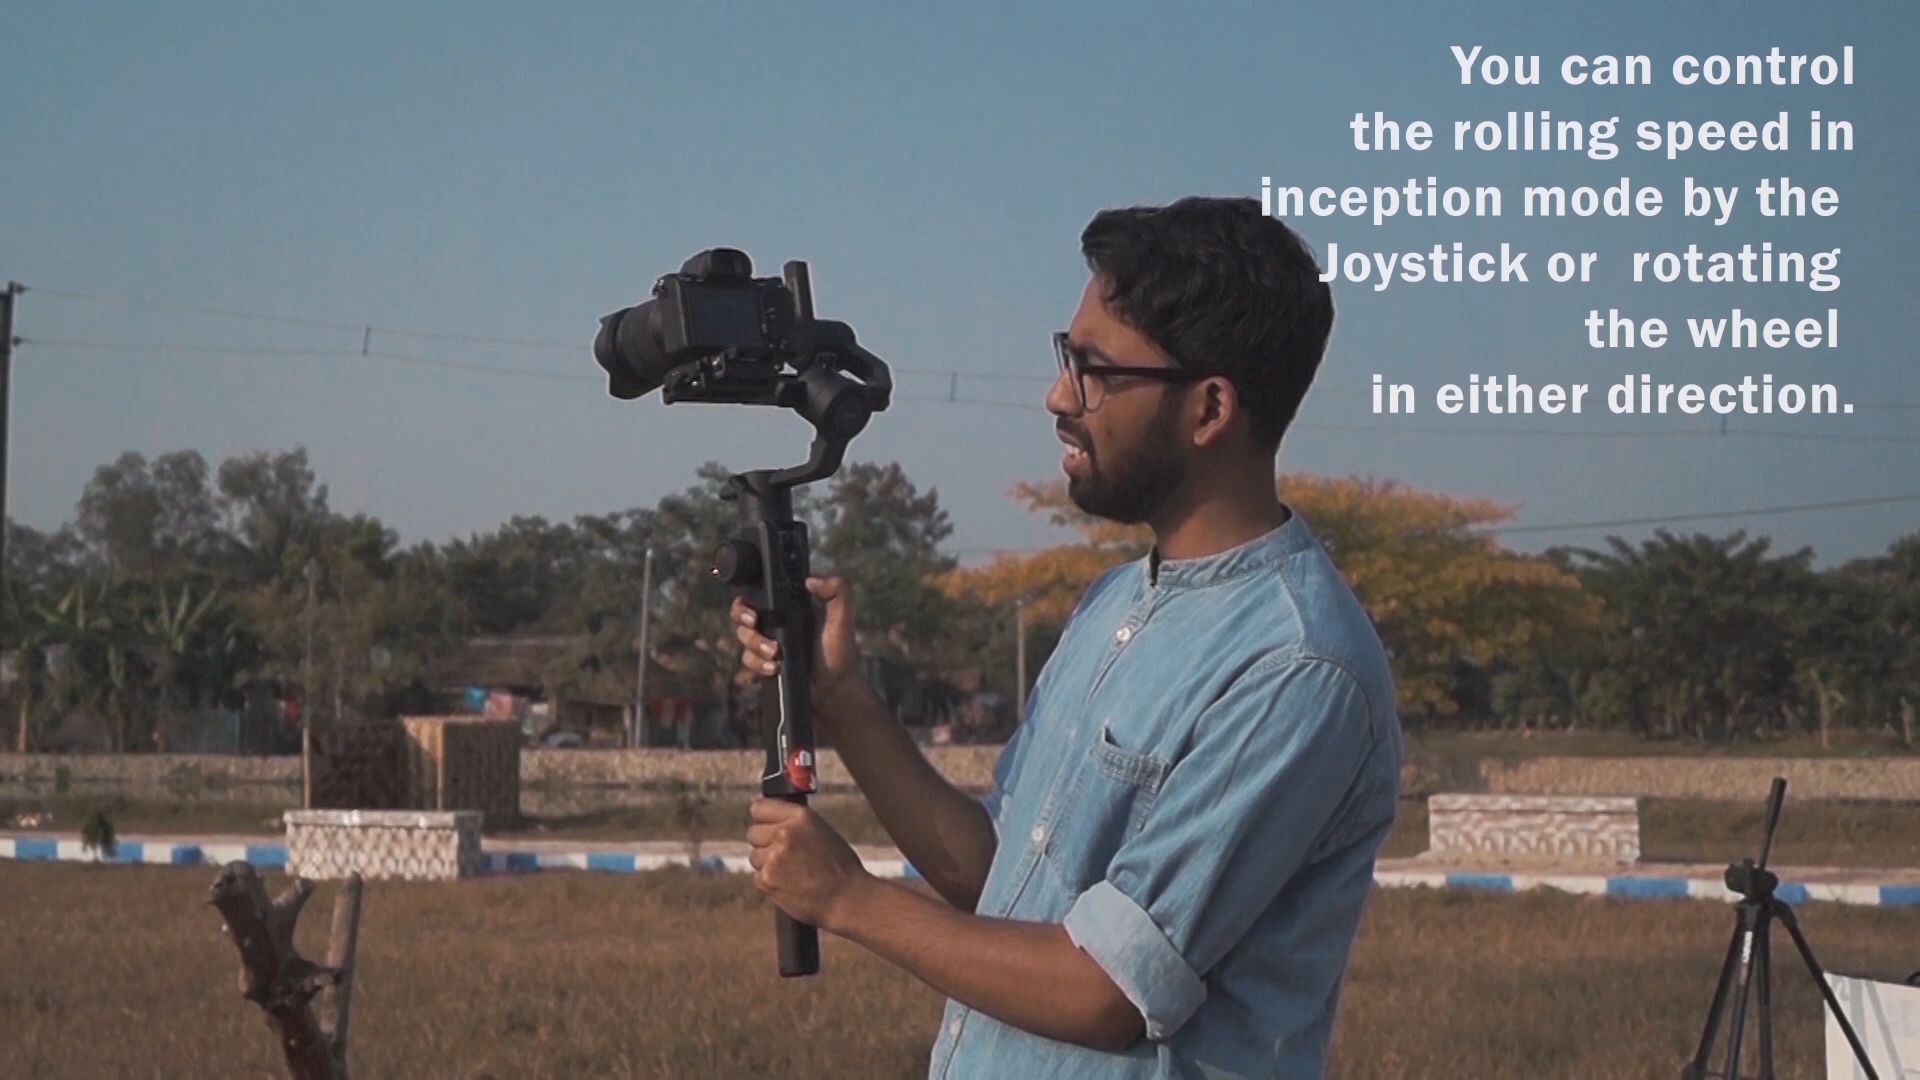 You can control
the rolling speed in
inception mode by the
Joystick or  rotating
the wheel
in either direction.